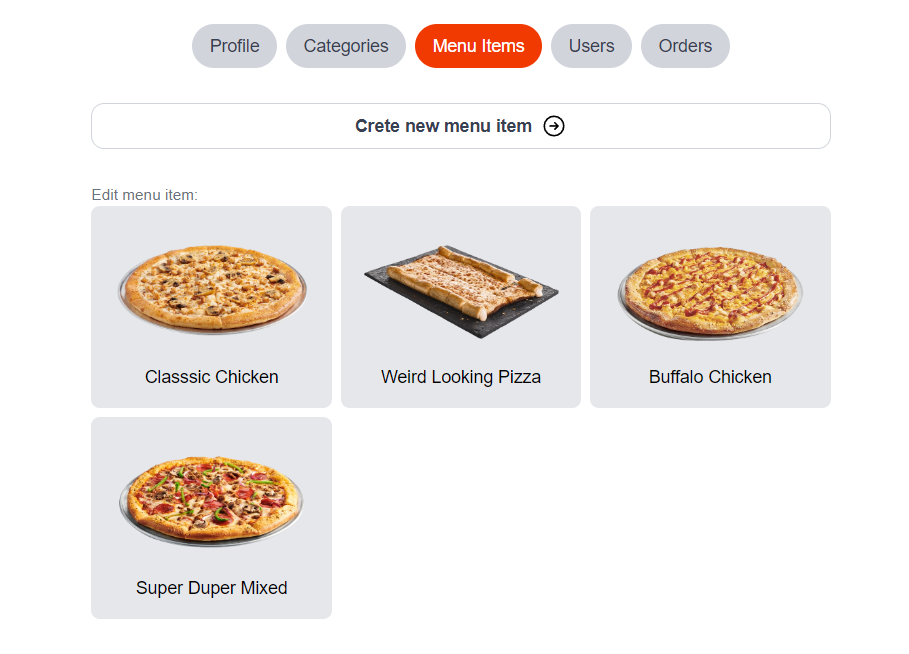 Profile Categories Menu Items Users Orders
Crete new menu item
Edit menu item:
Classsic Chicken Weird Looking Pizza Buffalo Chicken
Super Duper Mixed